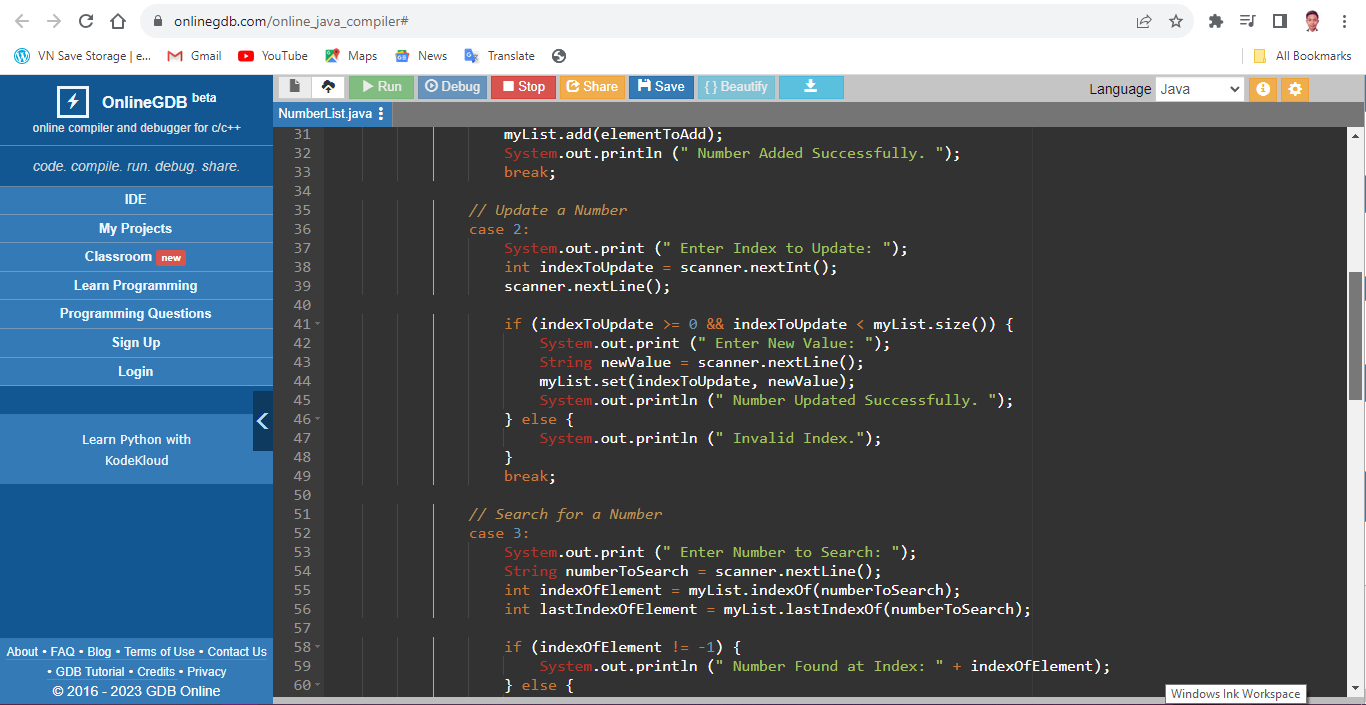 onlinegdb.com/online_java_compiler#
VN Save Storage | e...
Gmail
YouTube
Maps
News
Translate
All Bookmarks
OnlineGDB beta
online compiler and debugger for c/c++
code. compile. run. debug. share.
IDE
My Projects
Classroom new
Learn Programming
Programming Questions
Sign Up
Login
Learn Python with
KodeKloud
About • FAQ • Blog • Terms of Use • Contact Us
• GDB Tutorial • Credits • Privacy
© 2016 - 2023 GDB Online
Run Debug Stop Share Save { } Beautify
Language Java
NumberList.java
31 myList.add(elementToAdd);
32 System.out.println (" Number Added Successfully. ");
33 break;
34
35 // Update a Number
36 case 2:
37 System.out.print (" Enter Index to Update: ");
38 int indexToUpdate = scanner.nextInt();
39 scanner.nextLine();
40
41 if (indexToUpdate >= 0 && indexToUpdate < myList.size()) {
42 System.out.print (" Enter New Value: ");
43 String newValue = scanner.nextLine();
44 myList.set(indexToUpdate, newValue);
45 System.out.println (" Number Updated Successfully. ");
46 } else {
47 System.out.println (" Invalid Index.");
48 }
49 break;
50
51 // Search for a Number
52 case 3:
53 System.out.print (" Enter Number to Search: ");
54 String numberToSearch = scanner.nextLine();
55 int indexOfElement = myList.indexOf(numberToSearch);
56 int lastIndexOfElement = myList.lastIndexOf(numberToSearch);
57
58 if (indexOfElement != -1) {
59 System.out.println (" Number Found at Index: " + indexOfElement);
60 } else {
Windows Ink Workspace